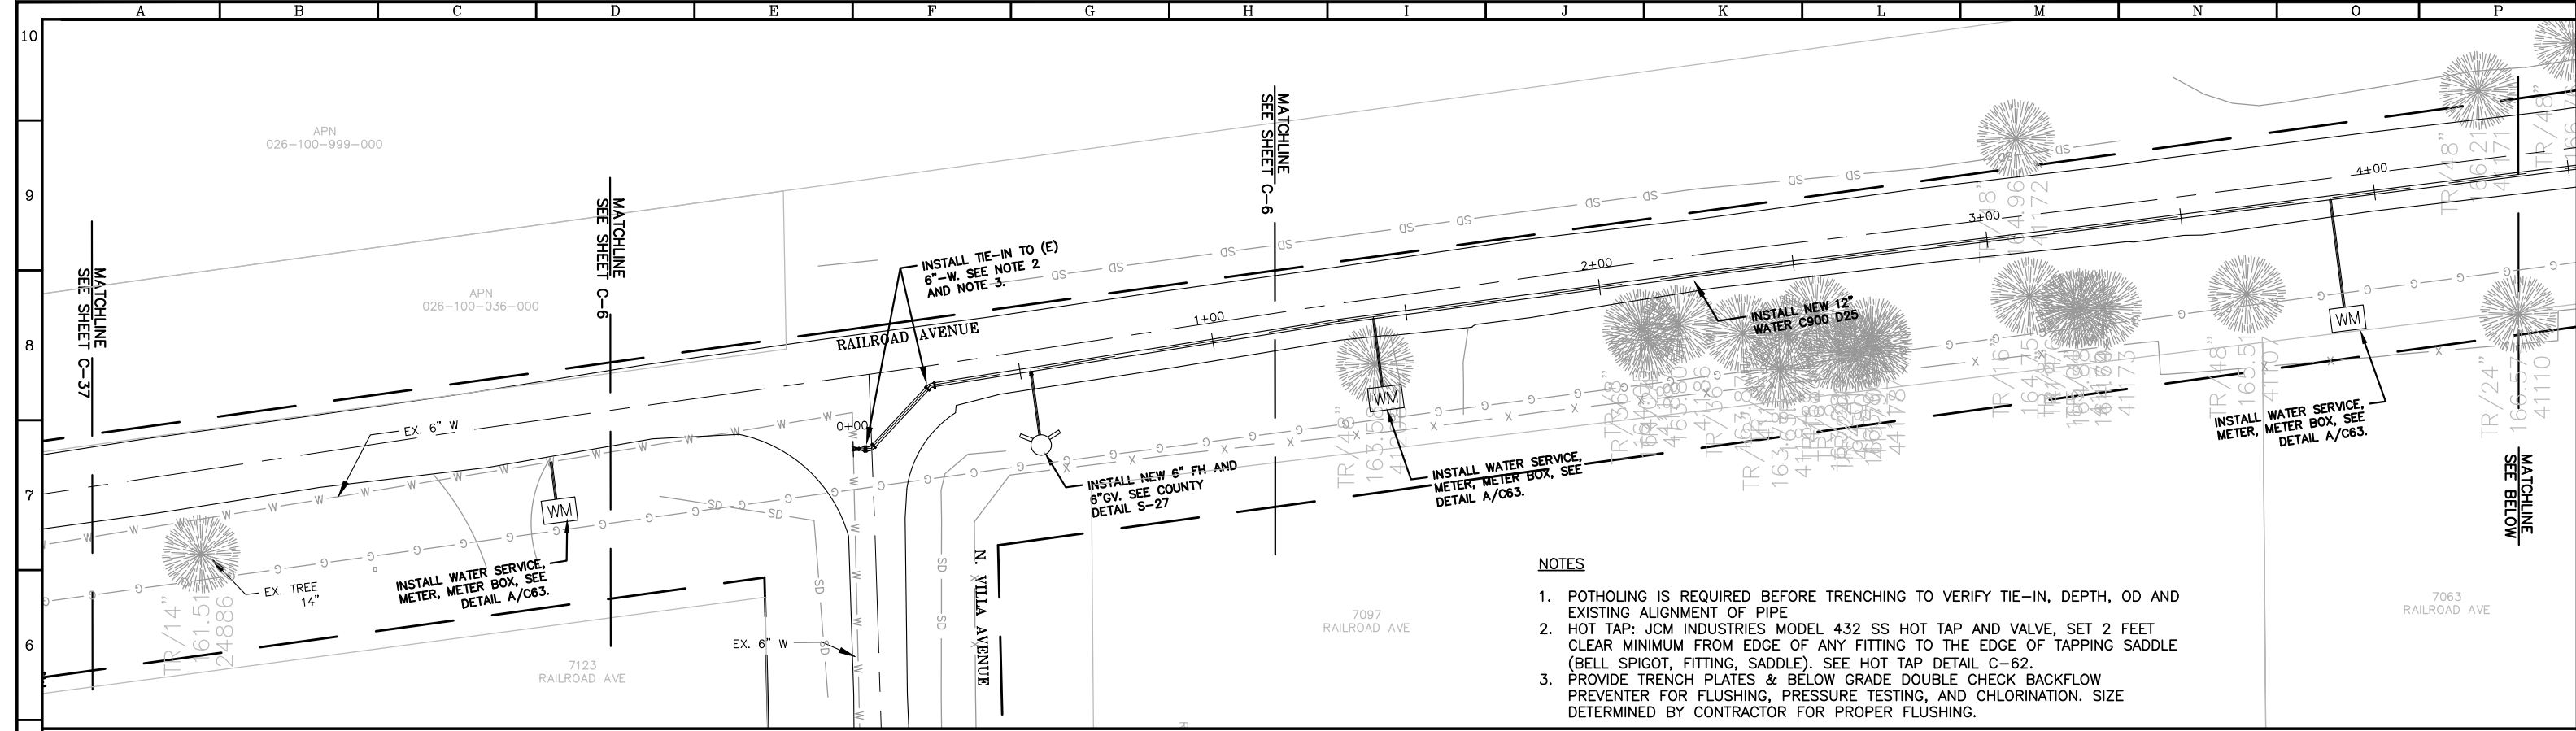 A B C D E F G H I J K L M N O P
10
9
8
7
6
APN
026-100-999-000
APN
026-100-036-000
MATCHLINE
SEE SHEET C-37
MATCHLINE
SEE SHEET C-6
MATCHLINE
SEE SHEET C-6
MATCHLINE
SEE BELOW
INSTALL TIE-IN TO (E)
6"-W. SEE NOTE 2
AND NOTE 3.
RAILROAD AVENUE
0+00
1+00
2+00
3+00
4+00
INSTALL NEW 12"
WATER C900 D25
EX. 6" W
WM
WM
WM
INSTALL WATER SERVICE,
METER, METER BOX, SEE
DETAIL A/C63.
INSTALL NEW 6" FH AND
6"GV. SEE COUNTY
DETAIL S-27
INSTALL WATER SERVICE,
METER, METER BOX, SEE
DETAIL A/C63.
INSTALL WATER SERVICE,
METER, METER BOX, SEE
DETAIL A/C63.
EX. TREE
14"
TR/14"
161.51
24886
EX. 6" W
N. VILLA AVENUE
7123
RAILROAD AVE
7097
RAILROAD AVE
7063
RAILROAD AVE
TR/24"
166.57
41110
NOTES
1. POTHOLING IS REQUIRED BEFORE TRENCHING TO VERIFY TIE-IN, DEPTH, OD AND
EXISTING ALIGNMENT OF PIPE
2. HOT TAP: JCM INDUSTRIES MODEL 432 SS HOT TAP AND VALVE, SET 2 FEET
CLEAR MINIMUM FROM EDGE OF ANY FITTING TO THE EDGE OF TAPPING SADDLE
(BELL SPIGOT, FITTING, SADDLE). SEE HOT TAP DETAIL C-62.
3. PROVIDE TRENCH PLATES & BELOW GRADE DOUBLE CHECK BACKFLOW
PREVENTER FOR FLUSHING, PRESSURE TESTING, AND CHLORINATION. SIZE
DETERMINED BY CONTRACTOR FOR PROPER FLUSHING.